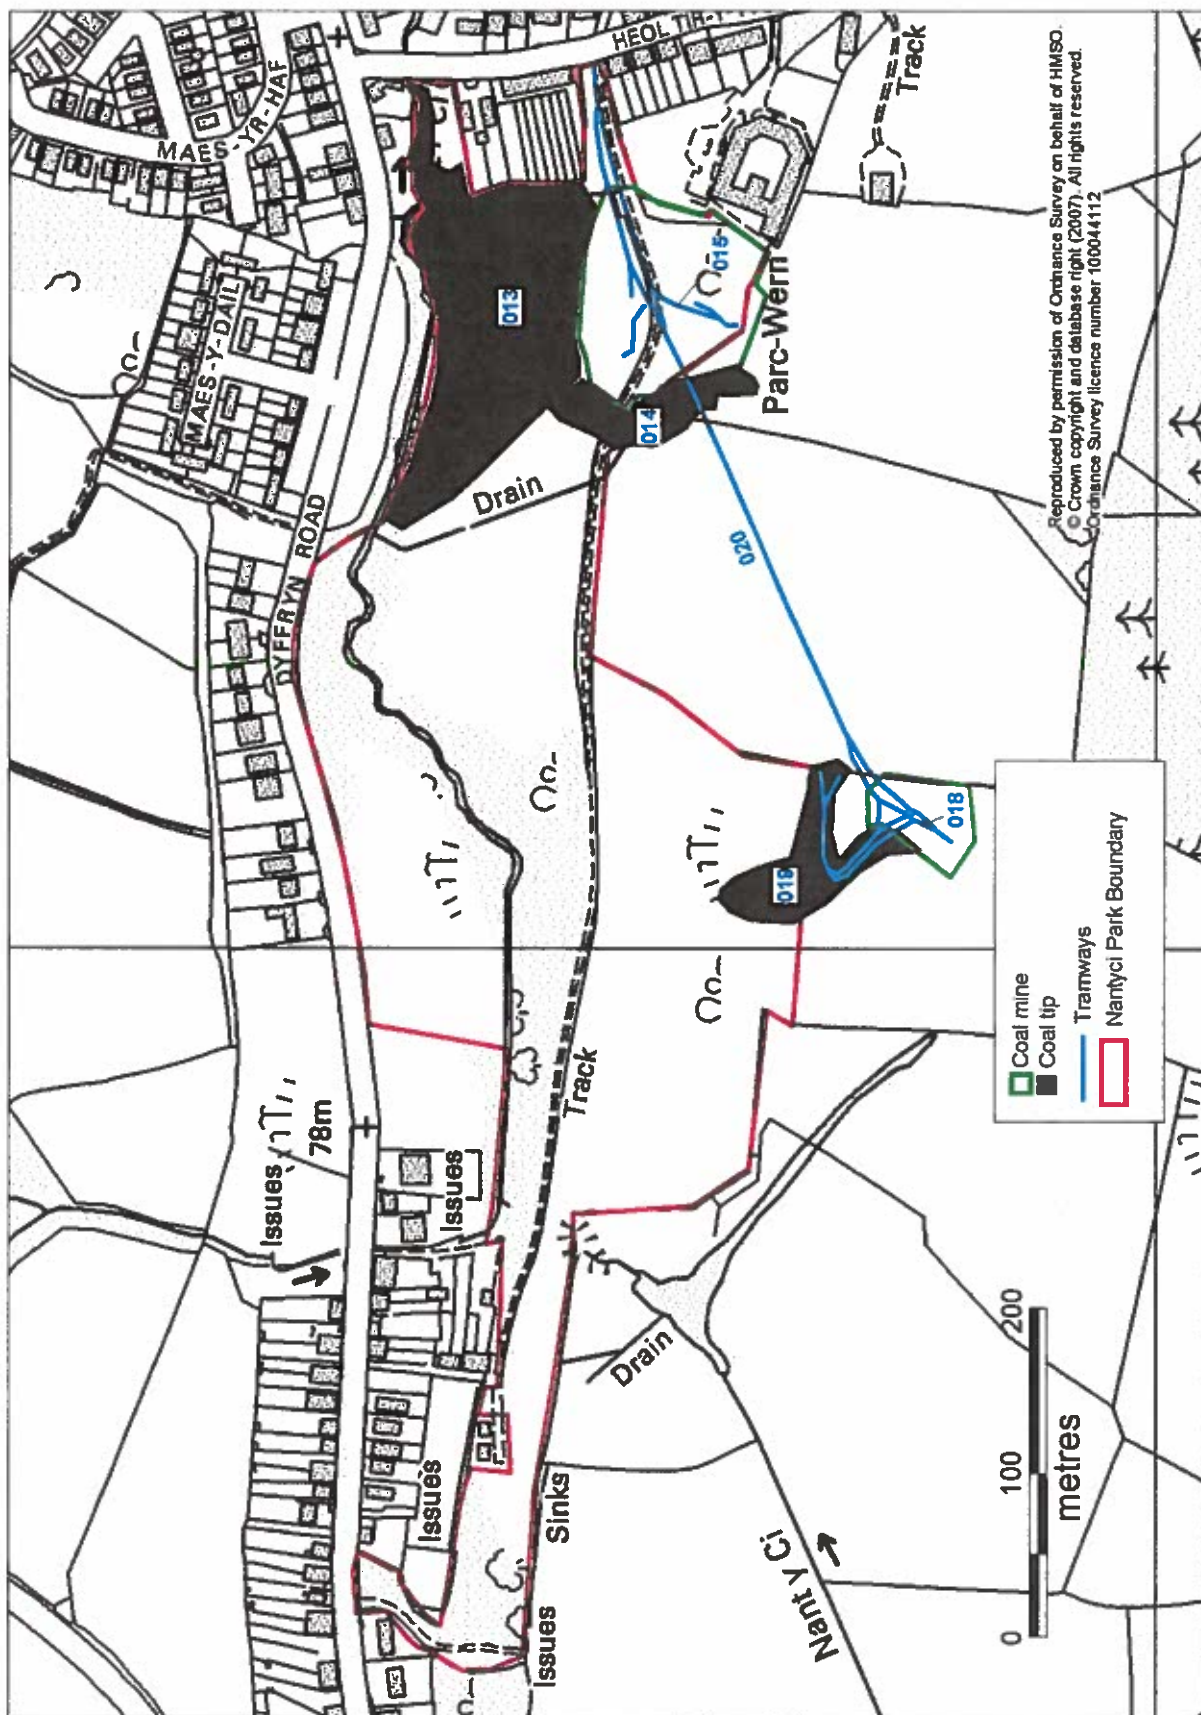 MAES-YR-HAF
HEOL
MAES-Y-DAIL
DYFFRYN ROAD
Track
013
015
014
Parc-Wern
Drain
020
019
018
Track
Issues
78m
Issues
Issues
Sinks
Issues
Drain
Nant y Ci
0 100 200
metres
Coal mine
Coal tip
Tramways
Nantyci Park Boundary
Reproduced by permission of Ordnance Survey on behalf of HMSO.
© Crown copyright and database right (2007). All rights reserved.
Ordnance Survey licence number 100044112